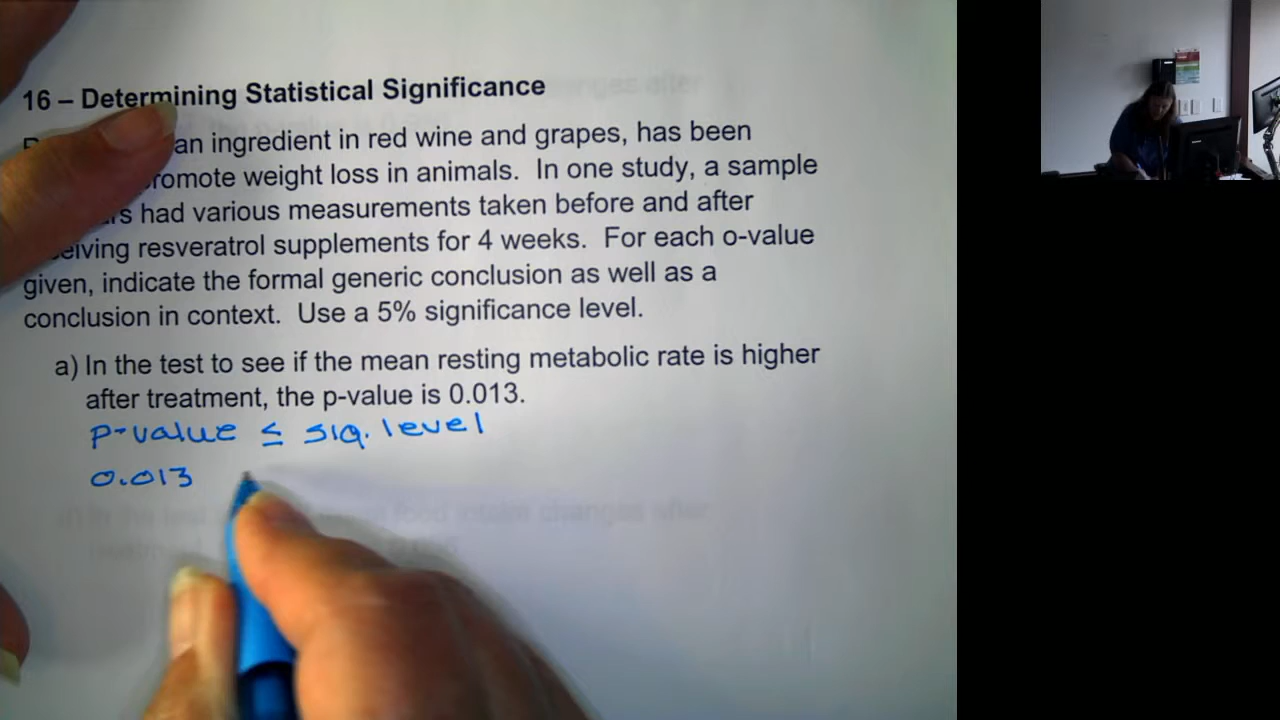 16 – Determining Statistical Significance
an ingredient in red wine and grapes, has been
promote weight loss in animals. In one study, a sample
had various measurements taken before and after
resveratrol supplements for 4 weeks. For each o-value
given, indicate the formal generic conclusion as well as a
conclusion in context. Use a 5% significance level.
a) In the test to see if the mean resting metabolic rate is higher
after treatment, the p-value is 0.013.
p-value ≤ sig. level
0.013